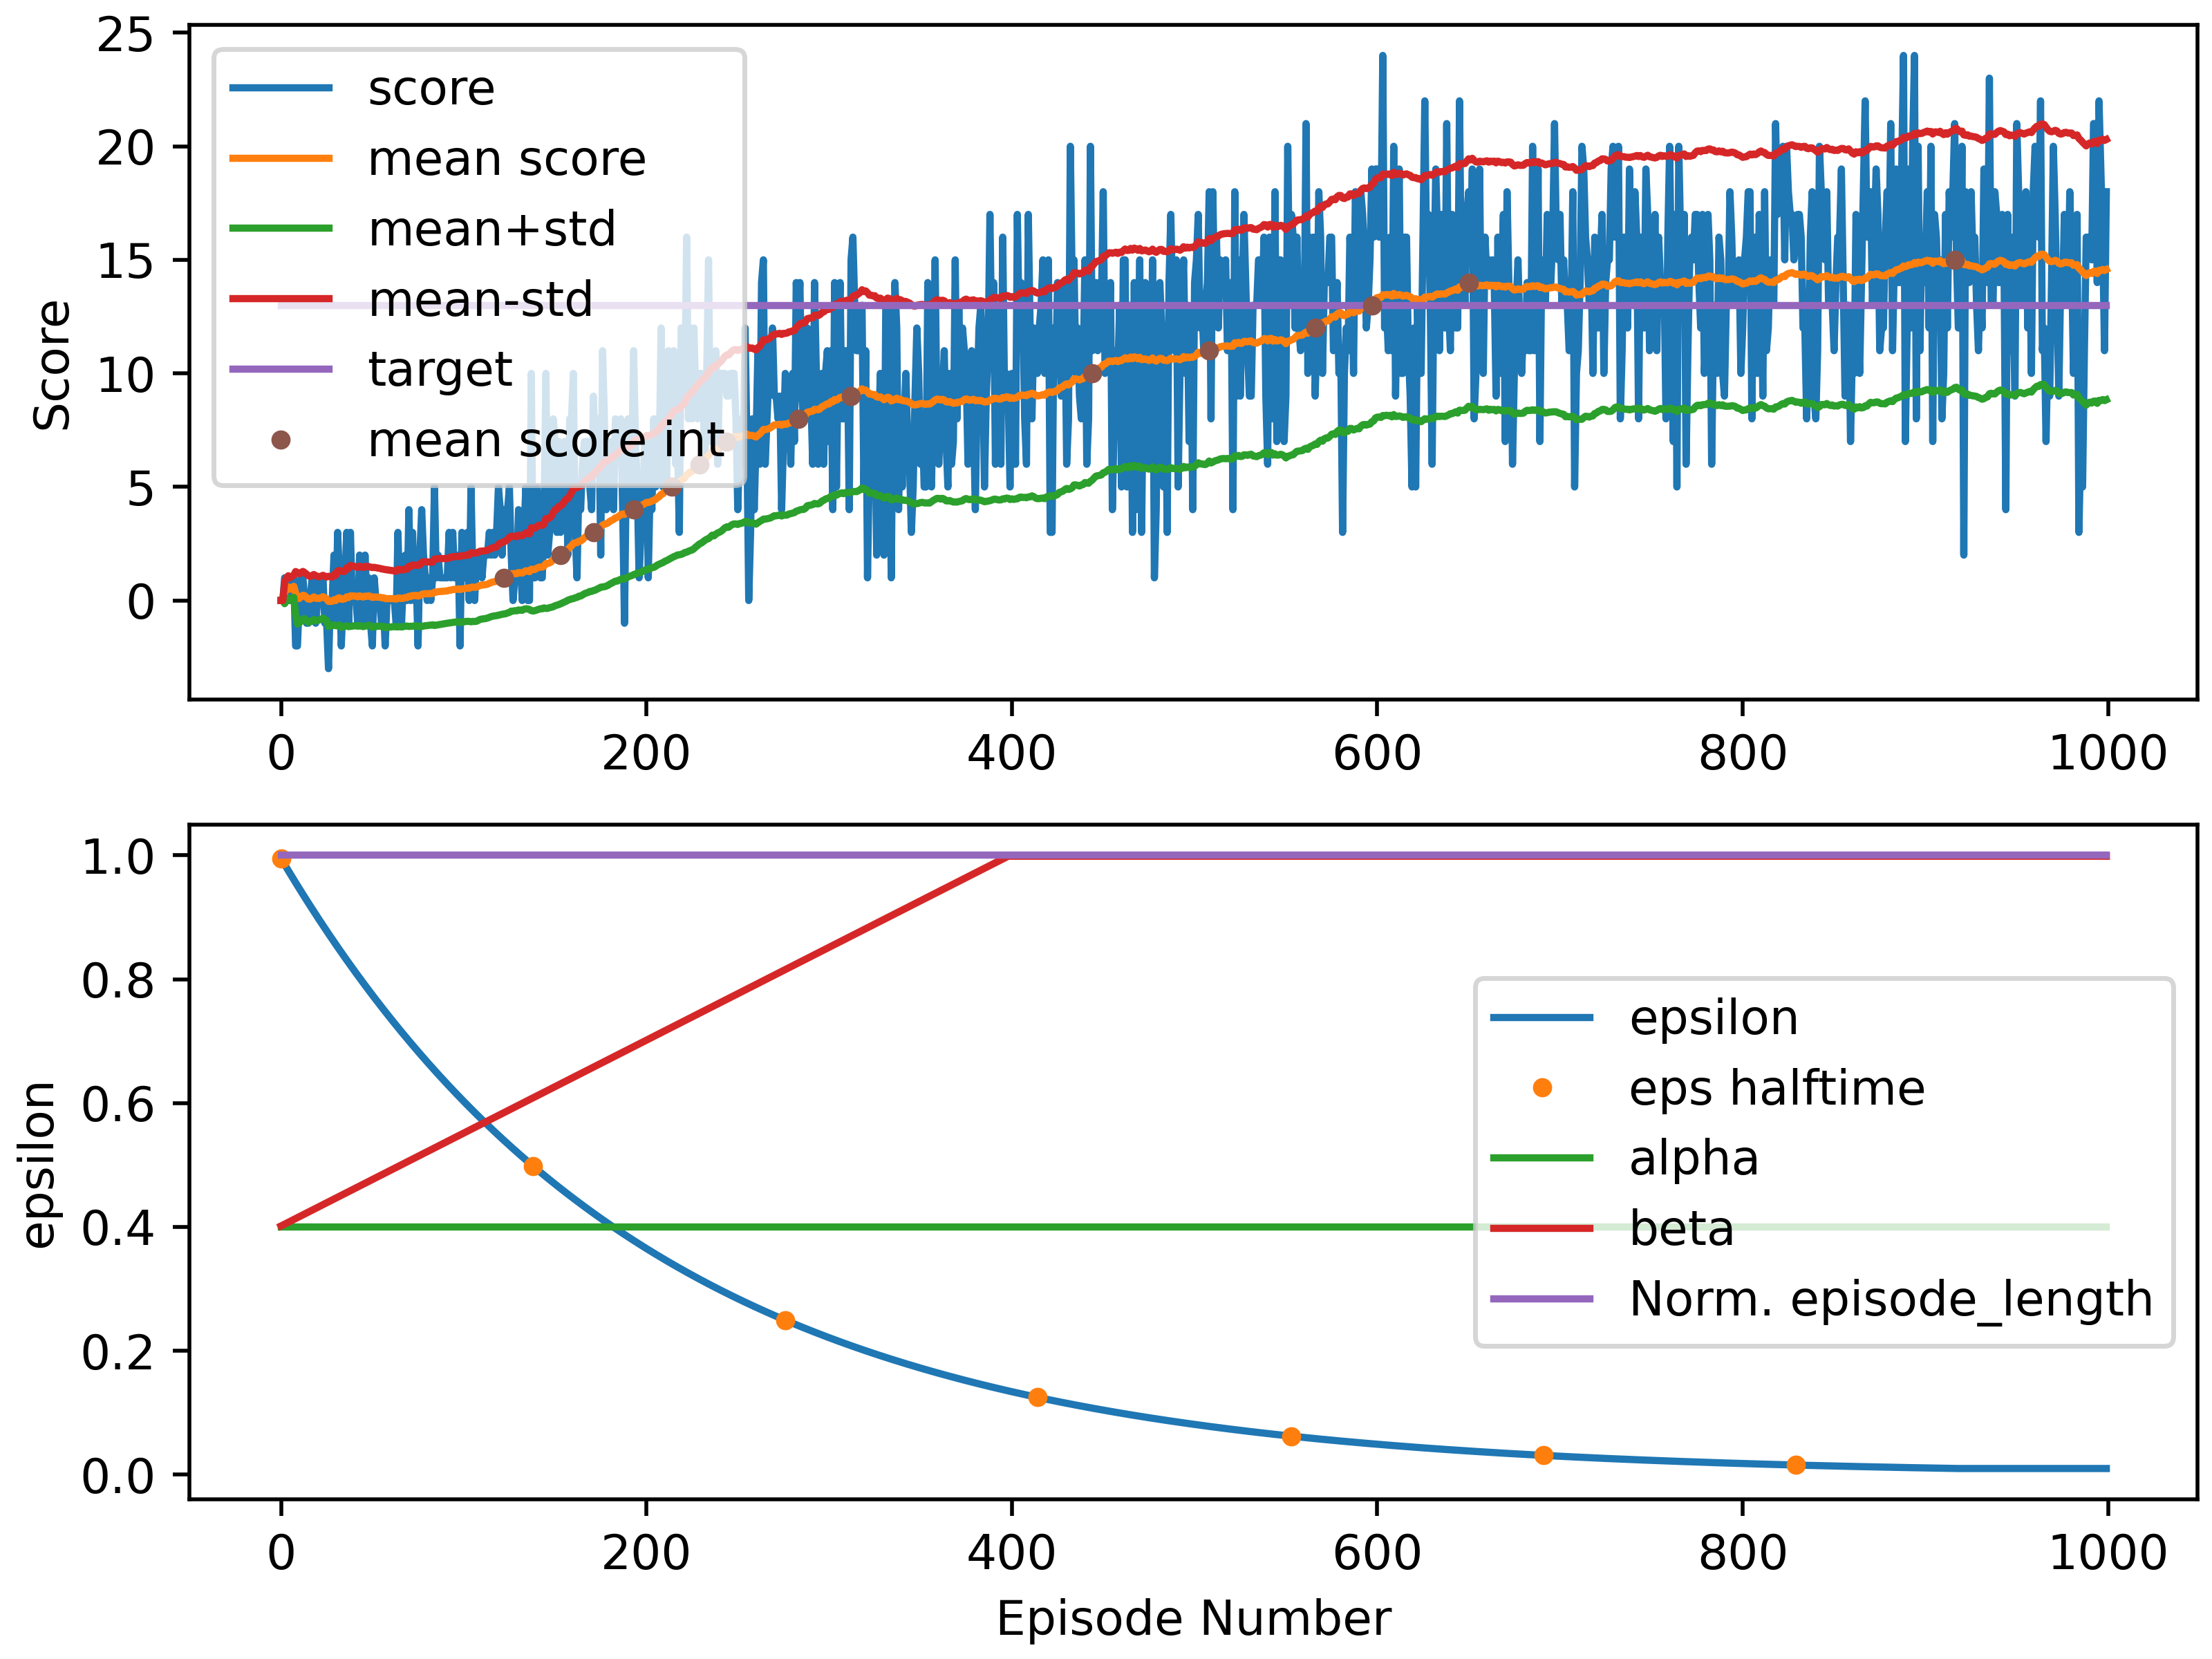 25
20
15
10
5
0
Score
score
mean score
mean+std
mean-std
target
mean score int
0
200
400
600
800
1000
1.0
0.8
0.6
0.4
0.2
0.0
epsilon
epsilon
eps halftime
alpha
beta
Norm. episode_length
0
200
400
600
800
1000
Episode Number